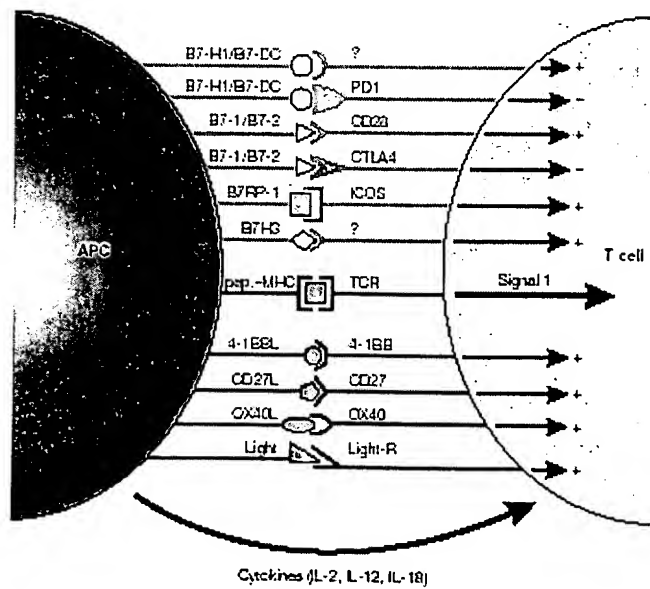 B7-H1/B7-DC ? +
B7-H1/B7-DC PD1 -
B7-1/B7-2 CD28 +
B7-1/B7-2 CTLA4 -
B7RP-1 ICOS +
B7H3 ? +
APC
T cell
pep.-MHC TCR Signal 1
4-1BBL 4-1BB +
CD27L CD27 +
OX40L OX40 +
Light Light-R +
Cytokines (IL-2, IL-12, IL-18)